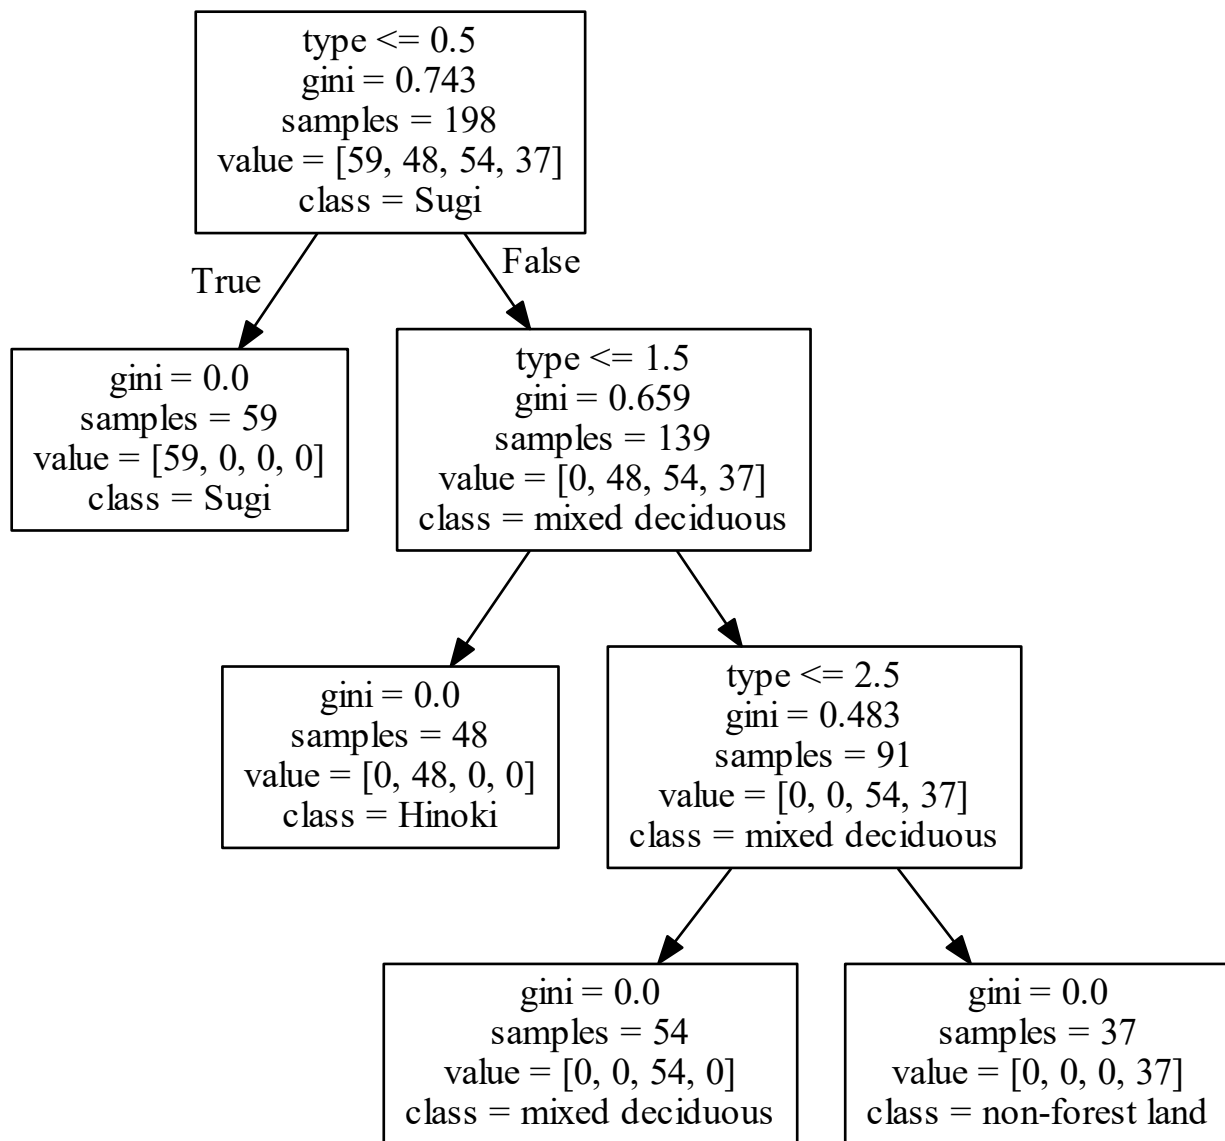 type <= 0.5
gini = 0.743
samples = 198
value = [59, 48, 54, 37]
class = Sugi
True
False
gini = 0.0
samples = 59
value = [59, 0, 0, 0]
class = Sugi
type <= 1.5
gini = 0.659
samples = 139
value = [0, 48, 54, 37]
class = mixed deciduous
gini = 0.0
samples = 48
value = [0, 48, 0, 0]
class = Hinoki
type <= 2.5
gini = 0.483
samples = 91
value = [0, 0, 54, 37]
class = mixed deciduous
gini = 0.0
samples = 54
value = [0, 0, 54, 0]
class = mixed deciduous
gini = 0.0
samples = 37
value = [0, 0, 0, 37]
class = non-forest land